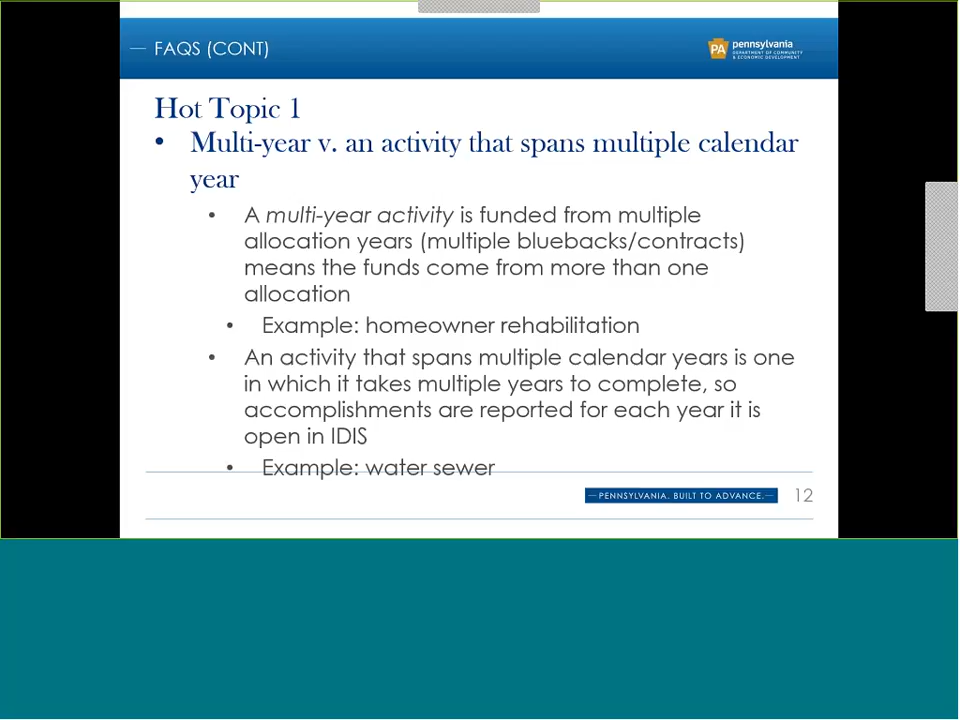 FAQS (CONT)
PA pennsylvania
DEPARTMENT OF COMMUNITY
& ECONOMIC DEVELOPMENT
Hot Topic 1
• Multi-year v. an activity that spans multiple calendar
year
• A multi-year activity is funded from multiple
allocation years (multiple bluebacks/contracts)
means the funds come from more than one
allocation
• Example: homeowner rehabilitation
• An activity that spans multiple calendar years is one
in which it takes multiple years to complete, so
accomplishments are reported for each year it is
open in IDIS
• Example: water sewer
PENNSYLVANIA. BUILT TO ADVANCE.
12